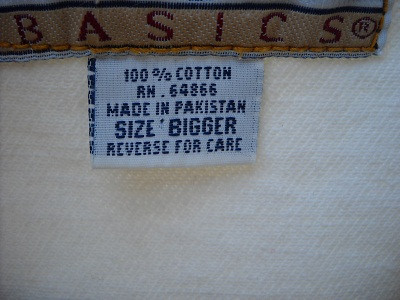 BASICS®
100% COTTON
RN. 64866
MADE IN PAKISTAN
SIZE' BIGGER
REVERSE FOR CARE